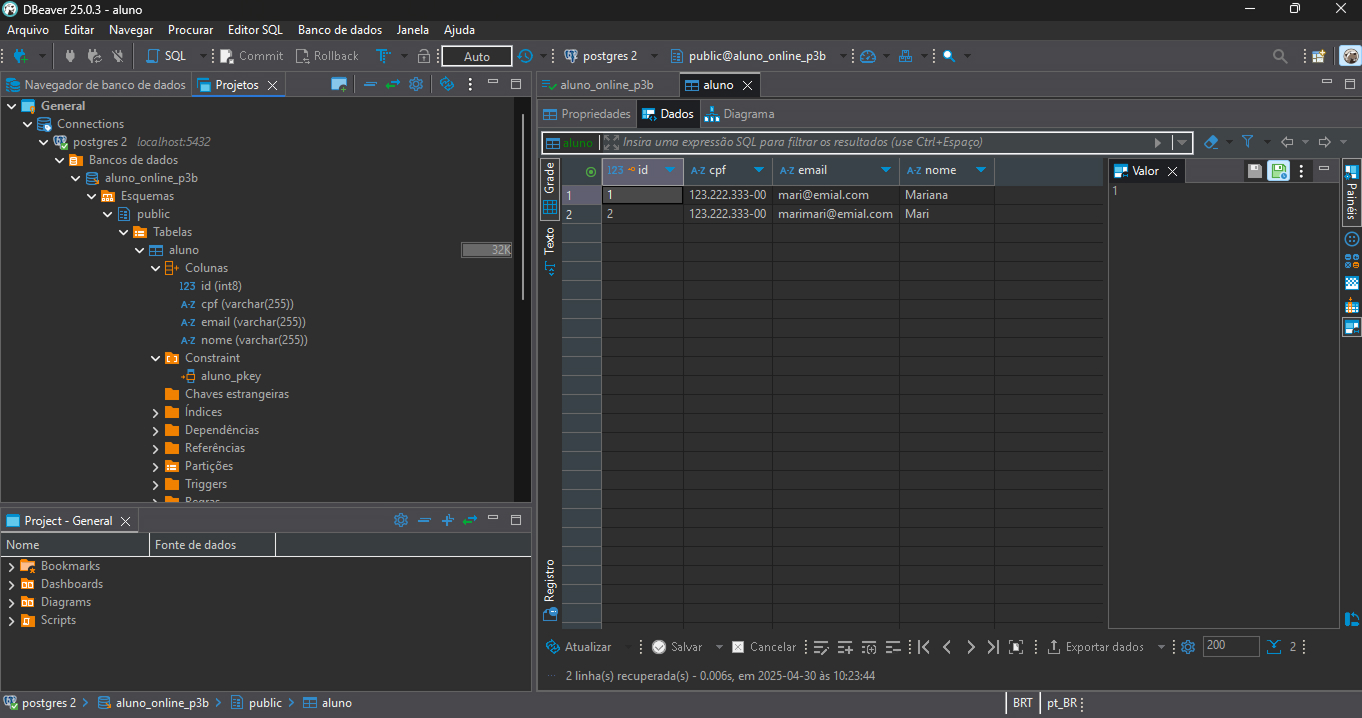 DBeaver 25.0.3 - aluno
Arquivo Editar Navegar Procurar Editor SQL Banco de dados Janela Ajuda
SQL Commit Rollback Auto postgres 2 public@aluno_online_p3b
Navegador de banco de dados Projetos
General
Connections
postgres 2 localhost:5432
Bancos de dados
aluno_online_p3b
Esquemas
public
Tabelas
aluno 32K
Colunas
123 id (int8)
A-Z cpf (varchar(255))
A-Z email (varchar(255))
A-Z nome (varchar(255))
Constraint
aluno_pkey
Chaves estrangeiras
Índices
Dependências
Referências
Partições
Triggers
Regras
Project - General
Nome Fonte de dados
Bookmarks
Dashboards
Diagrams
Scripts
aluno_online_p3b aluno
Propriedades Dados Diagrama
aluno Insira uma expressão SQL para filtrar os resultados (use Ctrl+Espaço)
Grade
Texto
Registro
123 id A-Z cpf A-Z email A-Z nome
1 1 123.222.333-00 mari@emial.com Mariana
2 2 123.222.333-00 marimari@emial.com Mari
Valor
1
Painéis
Atualizar Salvar Cancelar Exportar dados 200 2
2 linha(s) recuperada(s) - 0.006s, em 2025-04-30 às 10:23:44
postgres 2 aluno_online_p3b public aluno
BRT pt_BR